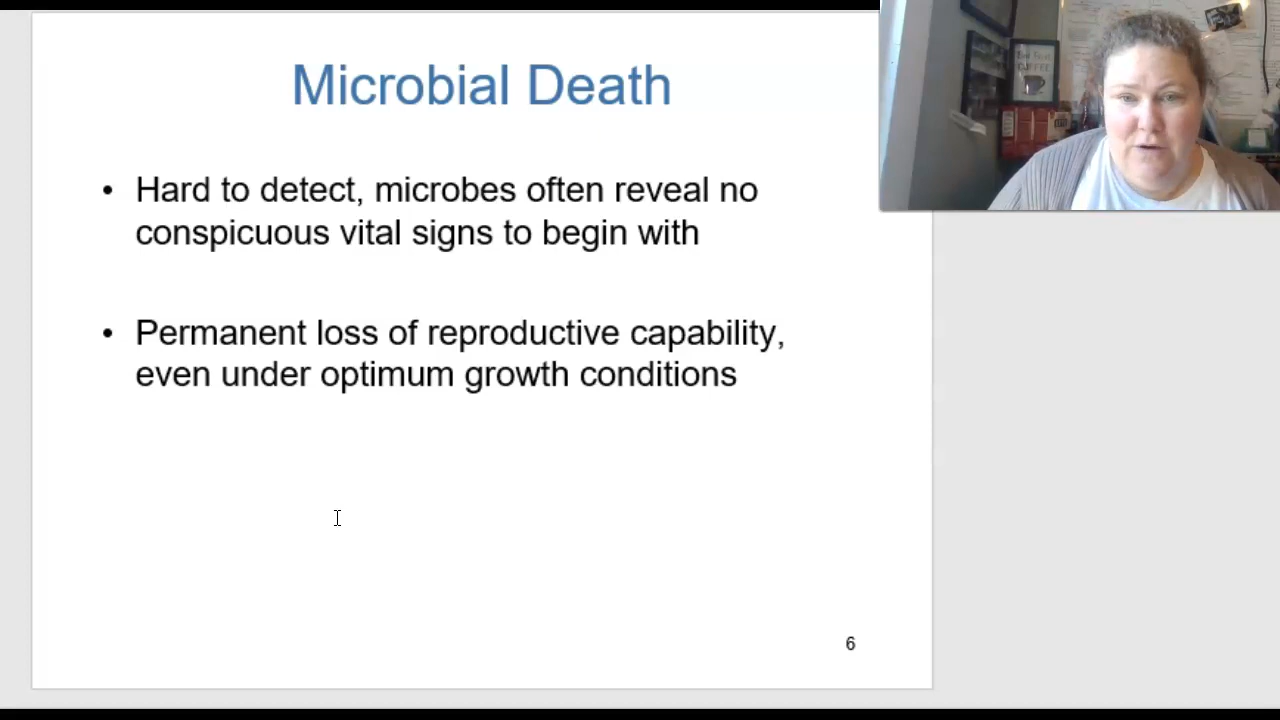 Microbial Death
• Hard to detect, microbes often reveal no
conspicuous vital signs to begin with
• Permanent loss of reproductive capability,
even under optimum growth conditions
6
COFFEE